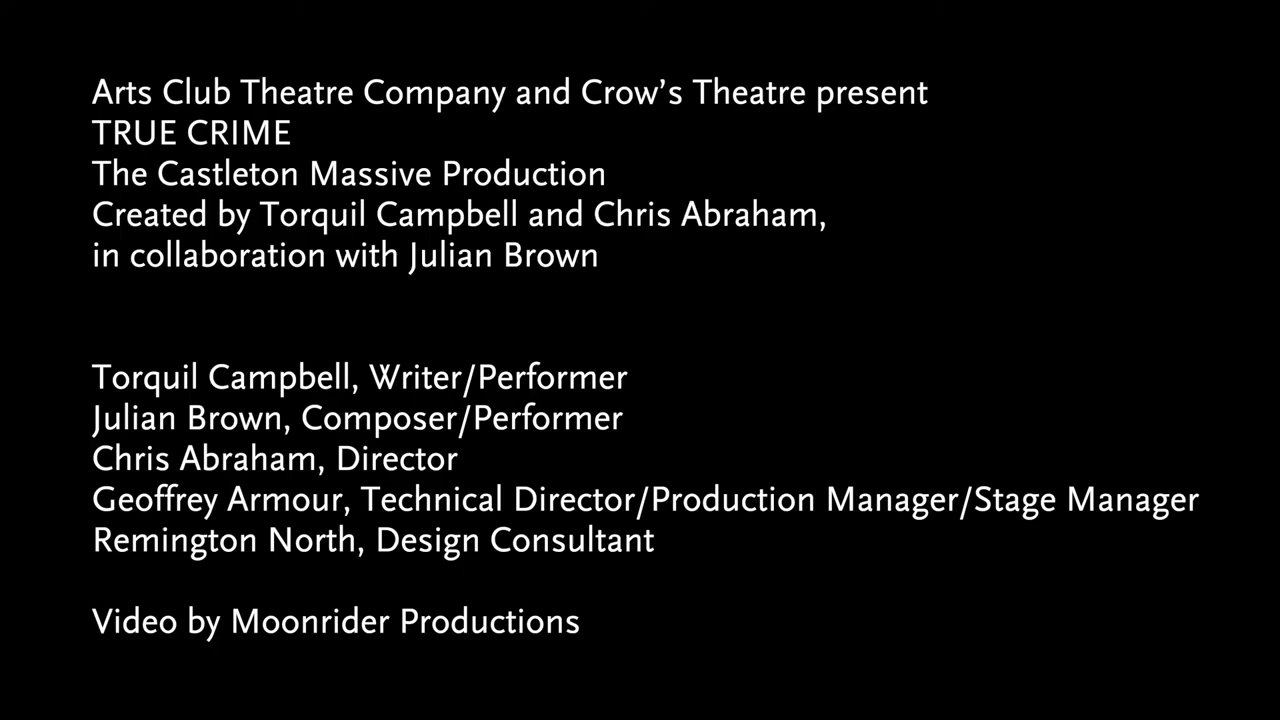 Arts Club Theatre Company and Crow’s Theatre present
TRUE CRIME
The Castleton Massive Production
Created by Torquil Campbell and Chris Abraham,
in collaboration with Julian Brown
Torquil Campbell, Writer/Performer
Julian Brown, Composer/Performer
Chris Abraham, Director
Geoffrey Armour, Technical Director/Production Manager/Stage Manager
Remington North, Design Consultant
Video by Moonrider Productions